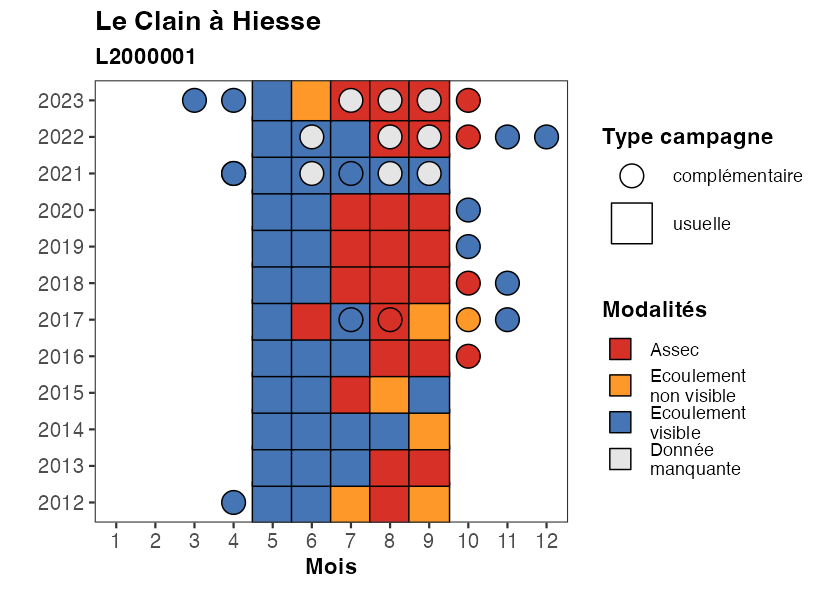 Le Clain à Hiesse
L2000001
2023
2022
2021
2020
2019
2018
2017
2016
2015
2014
2013
2012
1 2 3 4 5 6 7 8 9 10 11 12
Mois
Type campagne
complémentaire
usuelle
Modalités
Assec
Ecoulement
non visible
Ecoulement
visible
Donnée
manquante